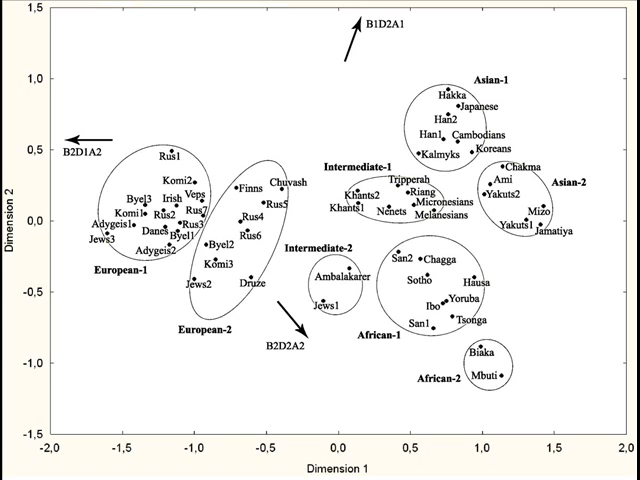 1,5
B1D2A1
1,0
Asian-1
Hakka
Japanese
Han2
Han1
Cambodians
Koreans
Kalmyks
B2D1A2
0,5
Rus1
Intermediate-1
Chakma
Asian-2
Komi2
Finns
Chuvash
Tripperah
Ami
Khants2
Riang
Yakuts2
Veps
Byel3
Irish
Rus5
Khants1
Nenets
Micronesians
Melanesians
Mizo
Komi1
Rus2
Rus7
Rus4
Yakuts1
Jamatiya
0,0
Adygeis1
Danes
Rus3
Byel1
Rus6
Jews3
Adygeis2
Byel2
Intermediate-2
San2
Chagga
European-1
Komi3
Ambalakarer
Sotho
Hausa
Jews2
Druze
-0,5
Jews1
Ibo
Yoruba
European-2
San1
Tsonga
B2D2A2
African-1
Biaka
-1,0
African-2
Mbuti
-1,5
-2,0
-1,5
-1,0
-0,5
0,0
0,5
1,0
1,5
2,0
Dimension 1
Dimension 2